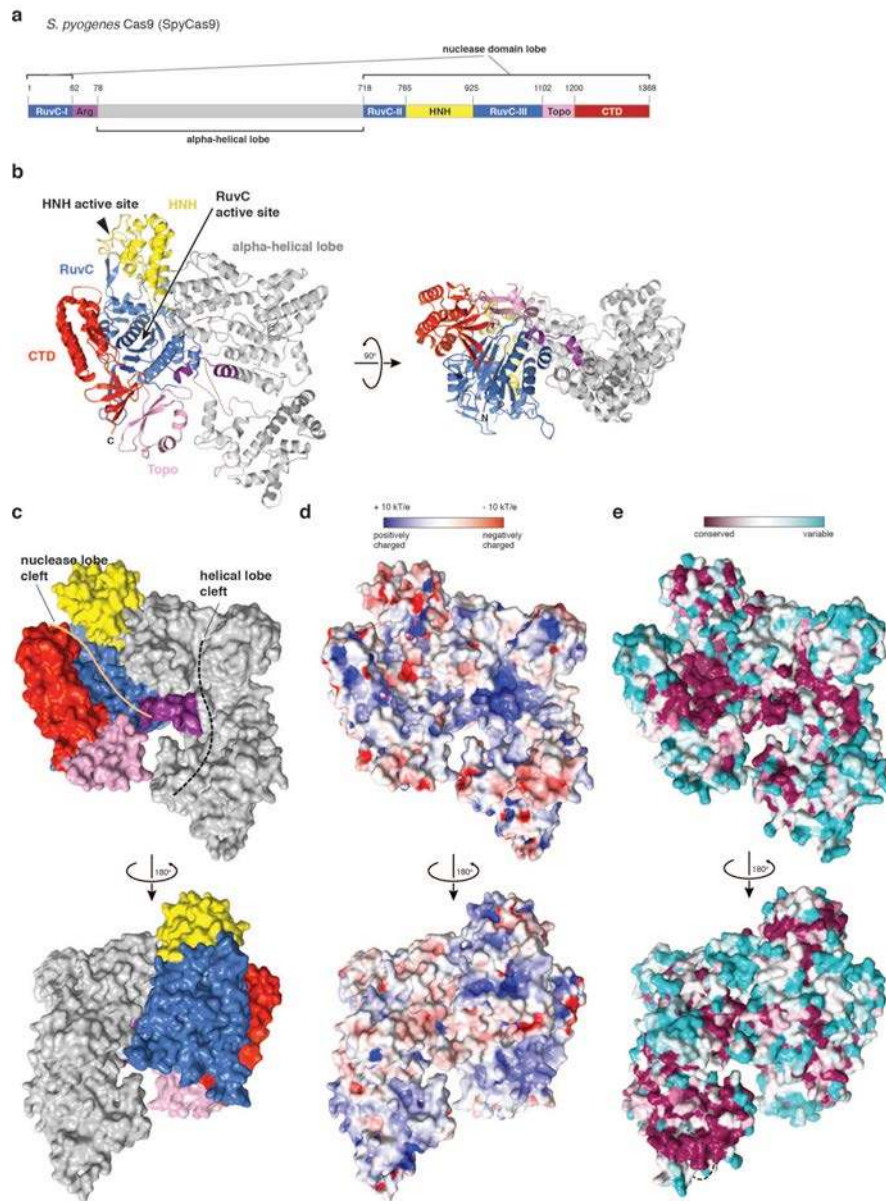 a
S. pyogenes Cas9 (SpyCas9)
nuclease domain lobe
1 62 78 718 765 925 1102 1200 1368
RuvC-I Arg RuvC-II HNH RuvC-III Topo CTD
alpha-helical lobe
b
HNH active site
HNH
RuvC
active site
alpha-helical lobe
RuvC
CTD
90°
N
C
Topo
c
d
e
+ 10 kT/e - 10 kT/e
positively
charged
negatively
charged
conserved variable
nuclease lobe
cleft
helical lobe
cleft
180°
180°
180°